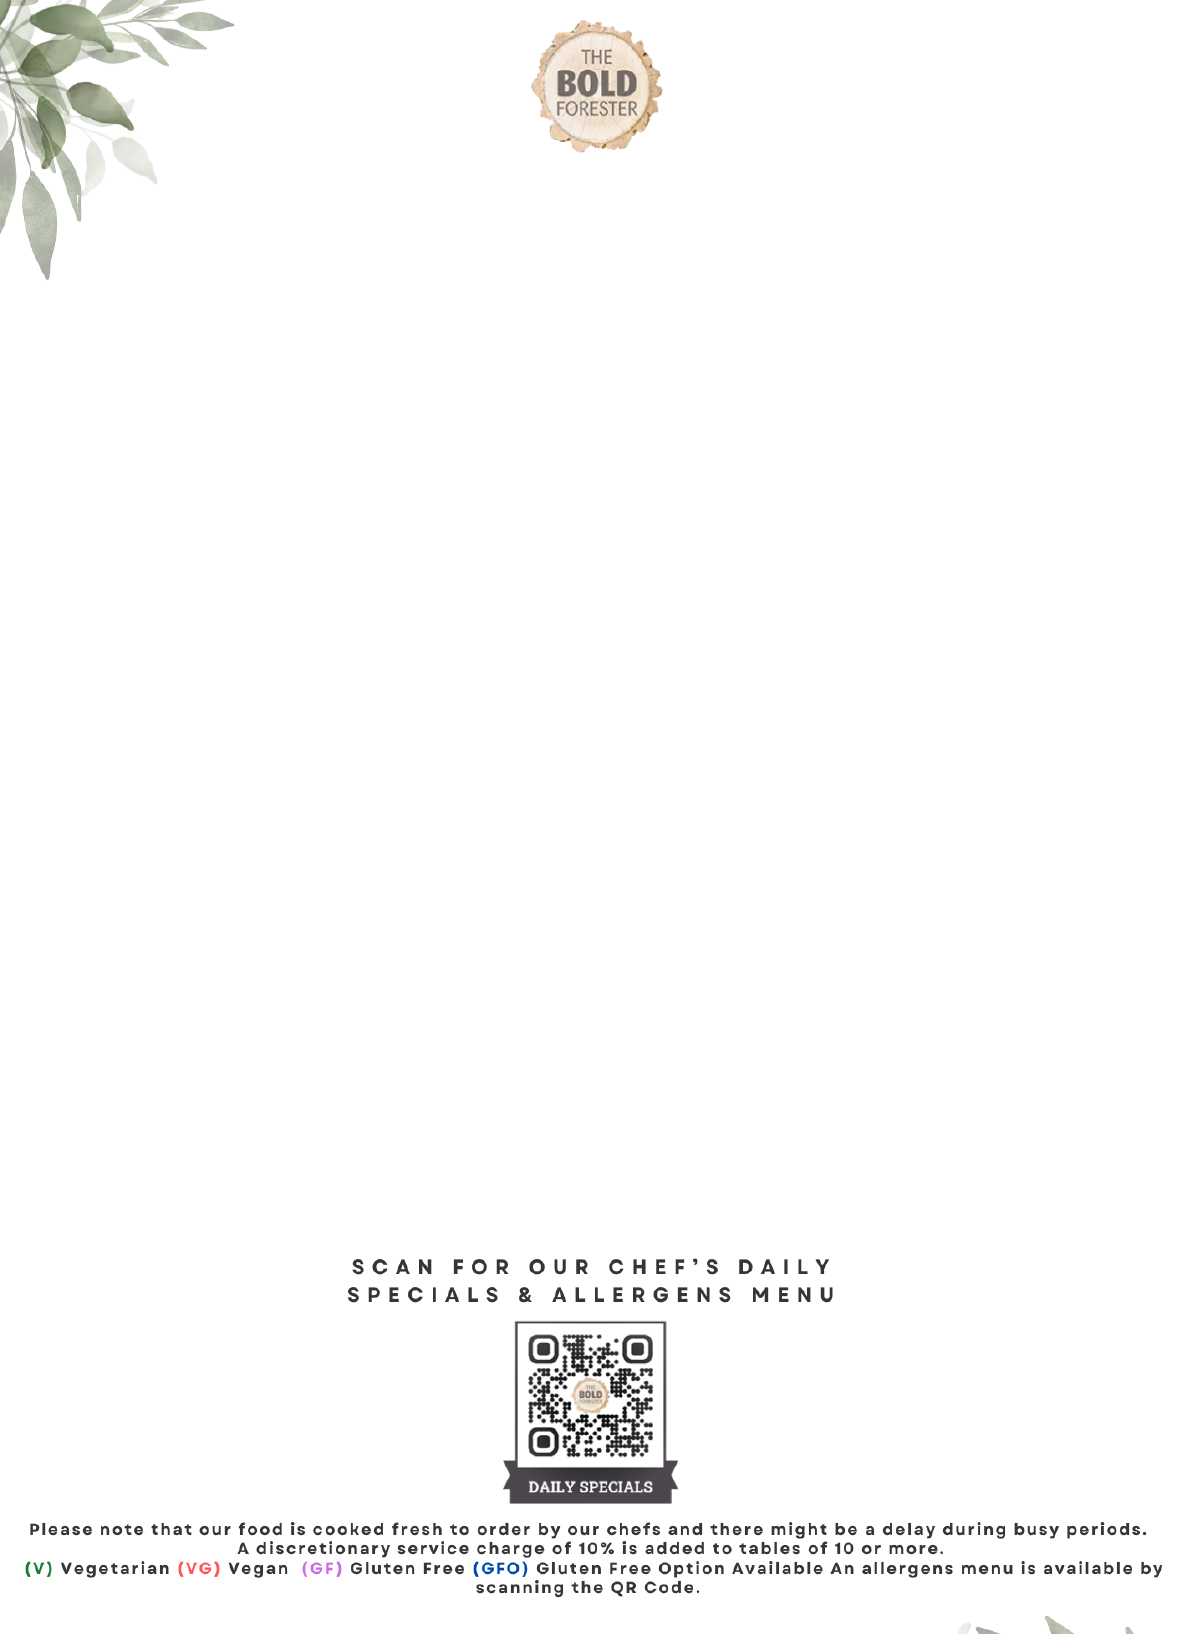 THE
BOLD
FORESTER
SCAN FOR OUR CHEF'S DAILY
SPECIALS & ALLERGENS MENU
THE
BOLD
FORESTER
DAILY SPECIALS
Please note that our food is cooked fresh to order by our chefs and there might be a delay during busy periods.
A discretionary service charge of 10% is added to tables of 10 or more.
(V) Vegetarian (VG) Vegan (GF) Gluten Free (GFO) Gluten Free Option Available An allergens menu is available by
scanning the QR Code.